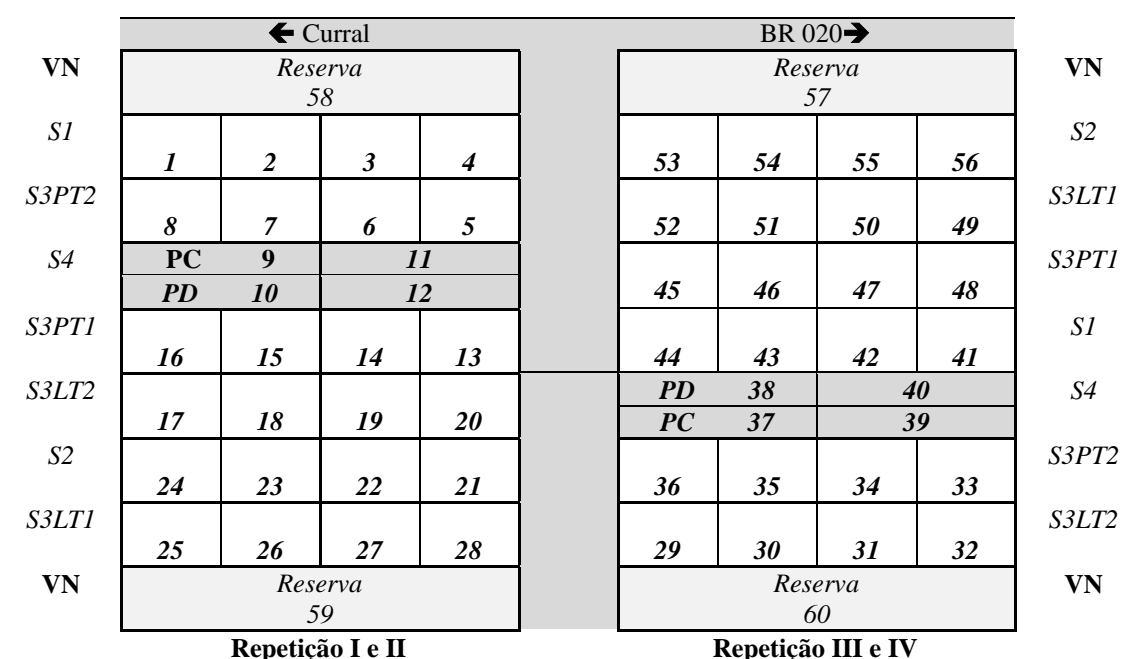 🡸 Curral BR 020🡺
VN Reserva Reserva VN
58 57
S1 S2
1 2 3 4 53 54 55 56
S3PT2 S3LT1
8 7 6 5 52 51 50 49
S4 PC 9 11 S3PT1
PD 10 12 45 46 47 48
S3PT1 S1
16 15 14 13 44 43 42 41
S3LT2 PD 38 40 S4
17 18 19 20 PC 37 39
S2 S3PT2
24 23 22 21 36 35 34 33
S3LT1 S3LT2
25 26 27 28 29 30 31 32
VN Reserva Reserva VN
59 60
Repetição I e II Repetição III e IV